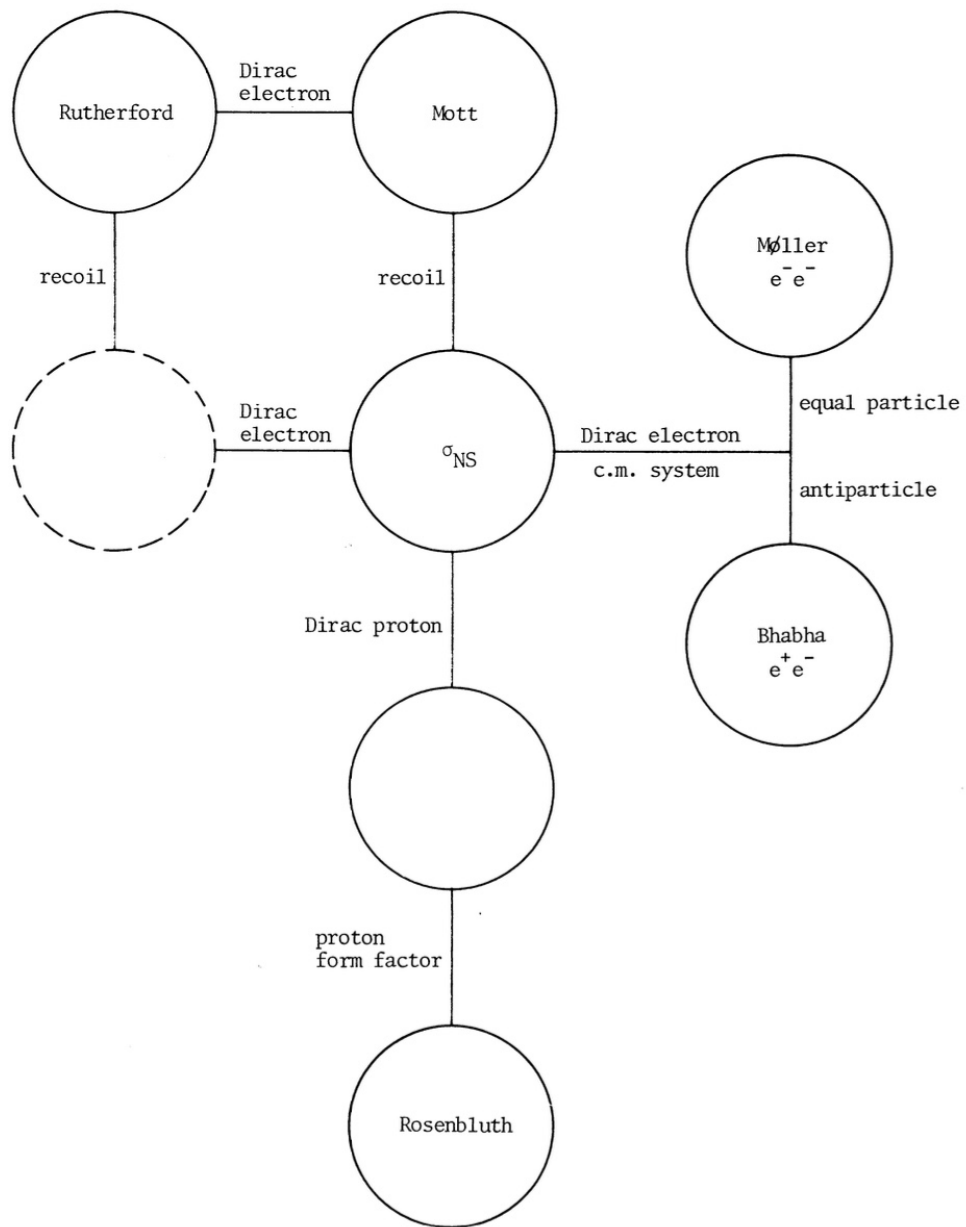 Dirac
electron
Rutherford
Mott
Møller
e⁻e⁻
recoil
recoil
equal particle
Dirac
electron
σNS
Dirac electron
c.m. system
antiparticle
Dirac proton
Bhabha
e⁺e⁻
proton
form factor
Rosenbluth